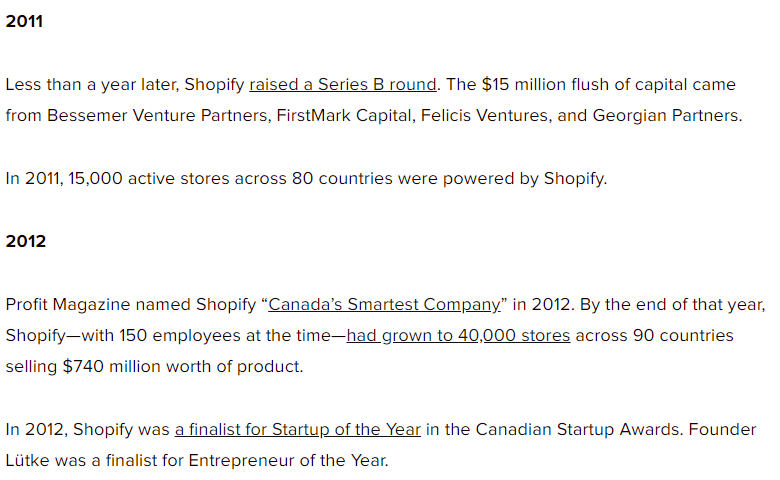 2011
Less than a year later, Shopify raised a Series B round. The $15 million flush of capital came
from Bessemer Venture Partners, FirstMark Capital, Felicis Ventures, and Georgian Partners.
In 2011, 15,000 active stores across 80 countries were powered by Shopify.
2012
Profit Magazine named Shopify “Canada’s Smartest Company” in 2012. By the end of that year,
Shopify—with 150 employees at the time—had grown to 40,000 stores across 90 countries
selling $740 million worth of product.
In 2012, Shopify was a finalist for Startup of the Year in the Canadian Startup Awards. Founder
Lütke was a finalist for Entrepreneur of the Year.